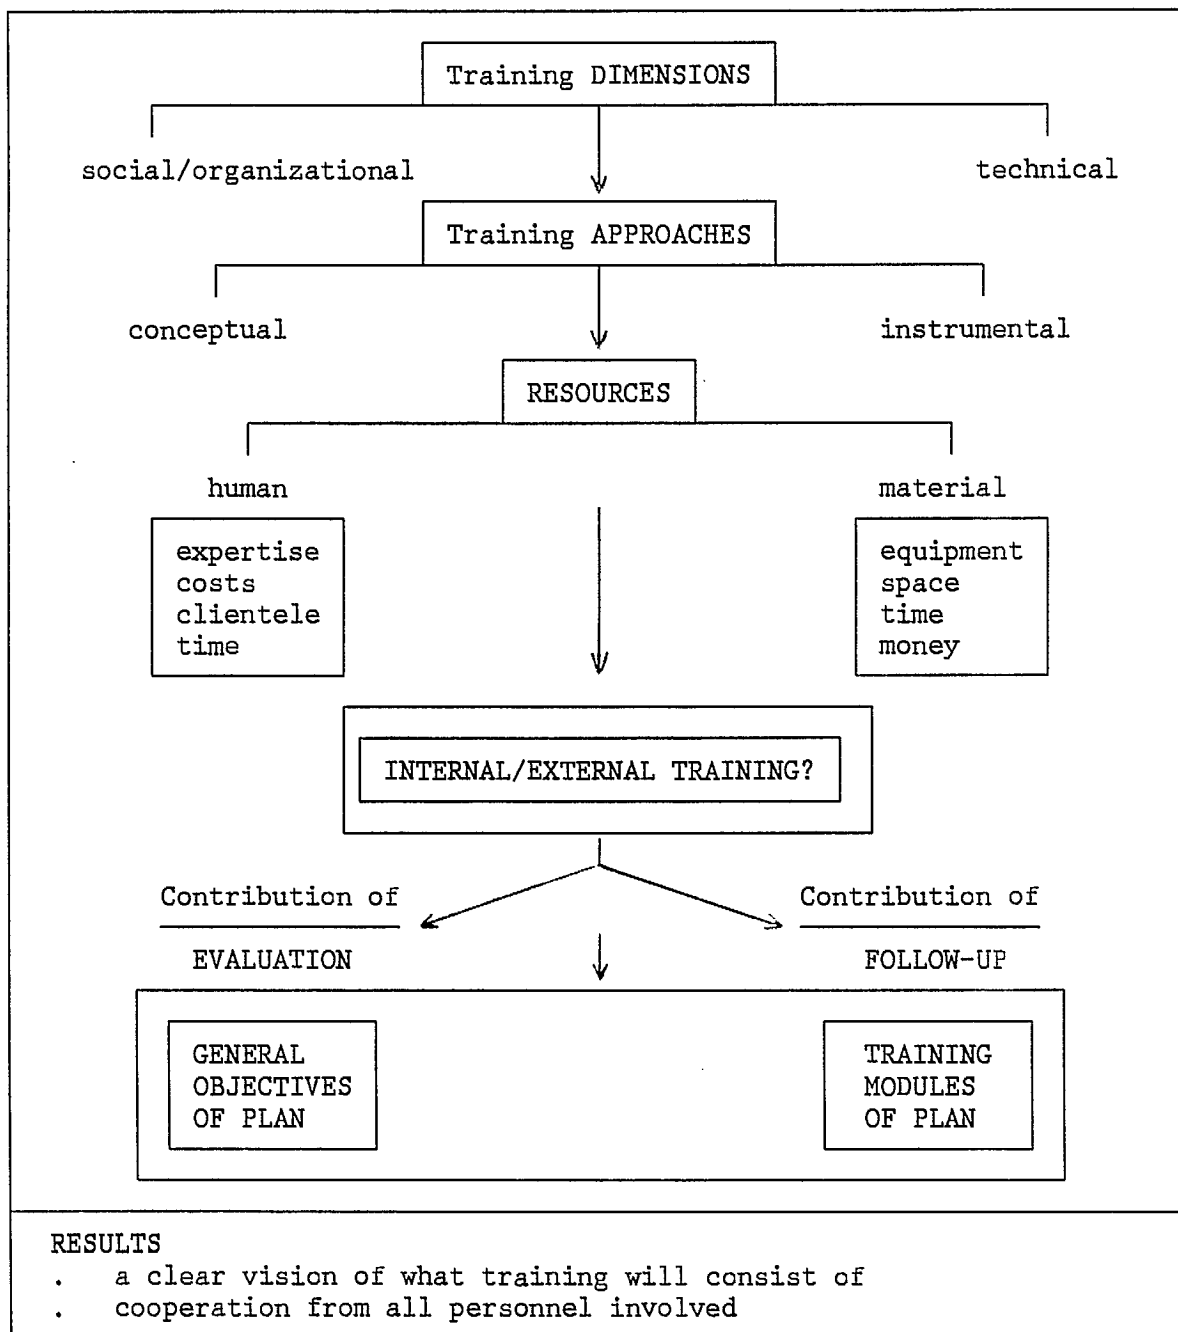 Training DIMENSIONS
social/organizational
technical
Training APPROACHES
conceptual
instrumental
RESOURCES
human
material
expertise
costs
clientele
time
equipment
space
time
money
INTERNAL/EXTERNAL TRAINING?
Contribution of
EVALUATION
Contribution of
FOLLOW-UP
GENERAL
OBJECTIVES
OF PLAN
TRAINING
MODULES
OF PLAN
RESULTS
. a clear vision of what training will consist of
. cooperation from all personnel involved